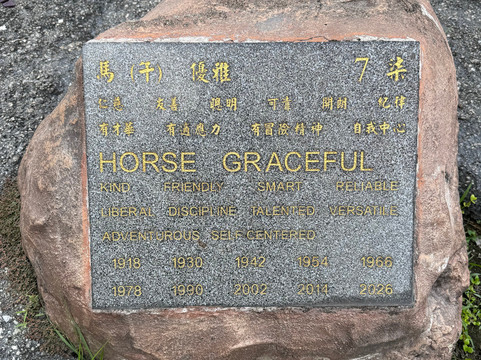 馬（午） 優雅 7 柒
仁慈 友善 聰明 可靠 開朗 紀律
有才華 有適應力 有冒險精神 自我中心
HORSE GRACEFUL
KIND FRIENDLY SMART RELIABLE
LIBERAL DISCIPLINE TALENTED VERSATILE
ADVENTUROUS SELF CENTERED
1918 1930 1942 1954 1966
1978 1990 2002 2014 2026